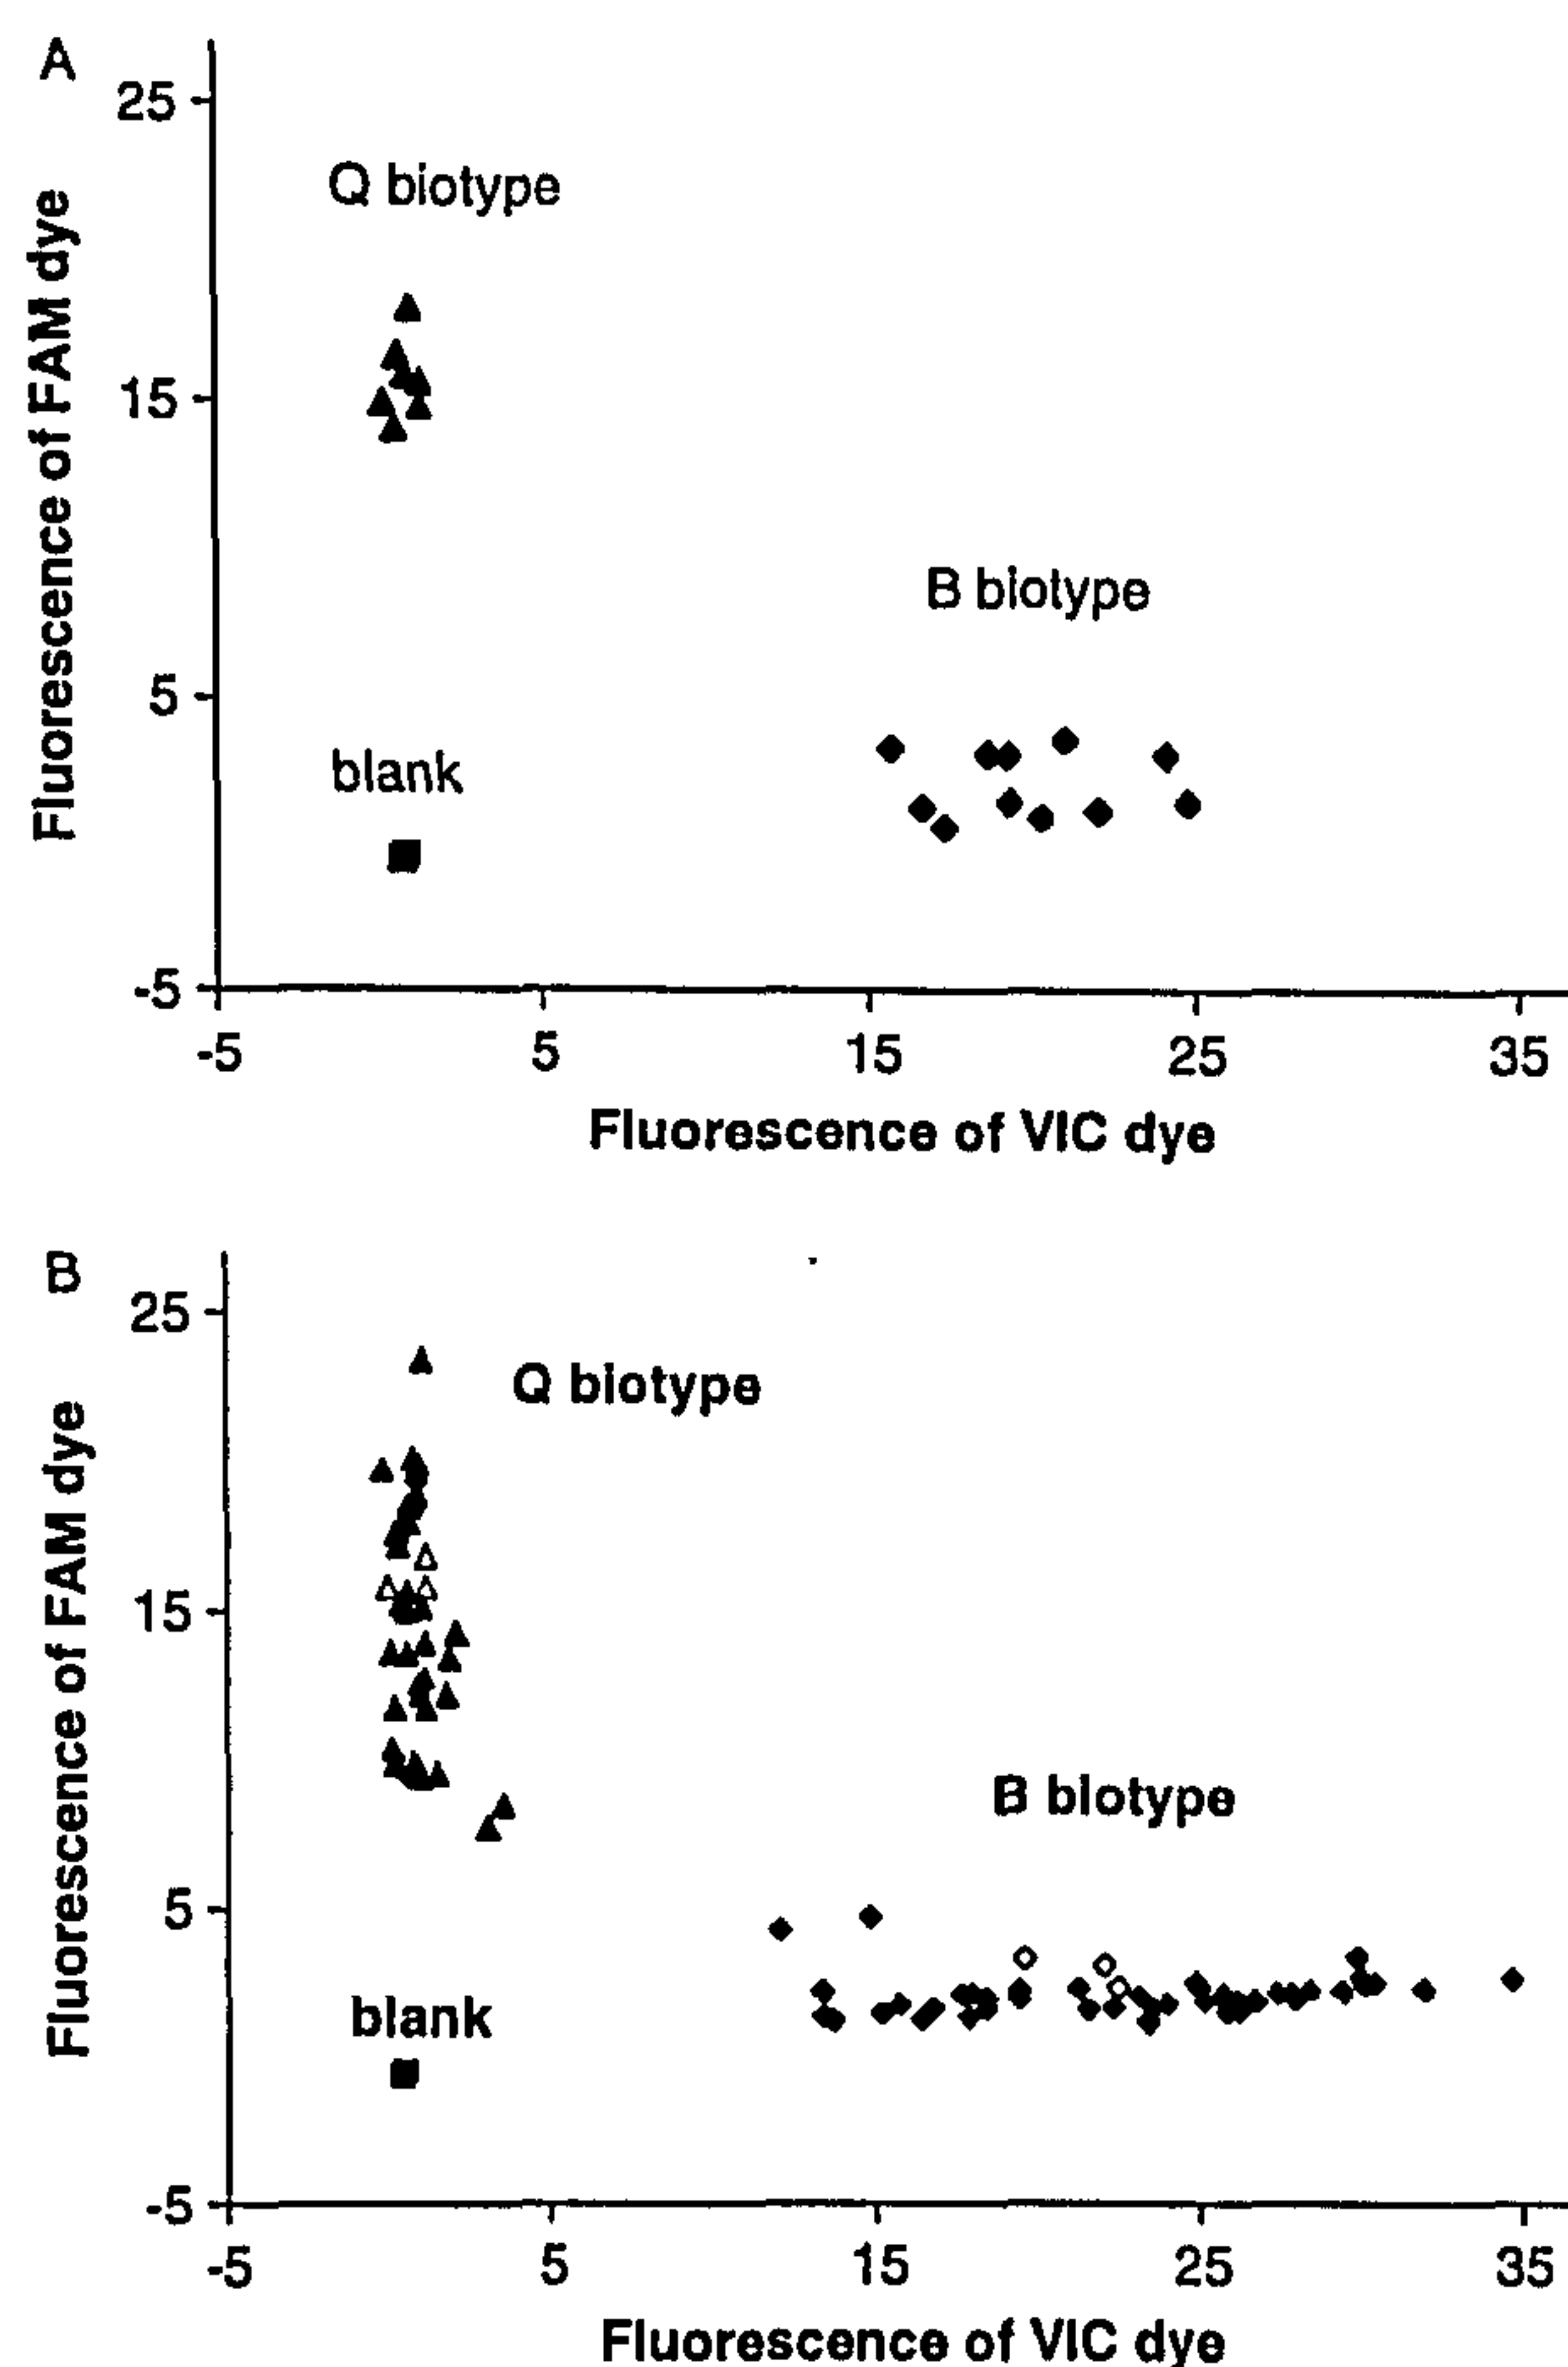 A
25
Q biotype
15
B biotype
5
blank
-5
-5 5 15 25 35
Fluorescence of FAM dye
Fluorescence of VIC dye
B
25
Q biotype
15
B biotype
5
blank
-5
-5 5 15 25 35
Fluorescence of FAM dye
Fluorescence of VIC dye